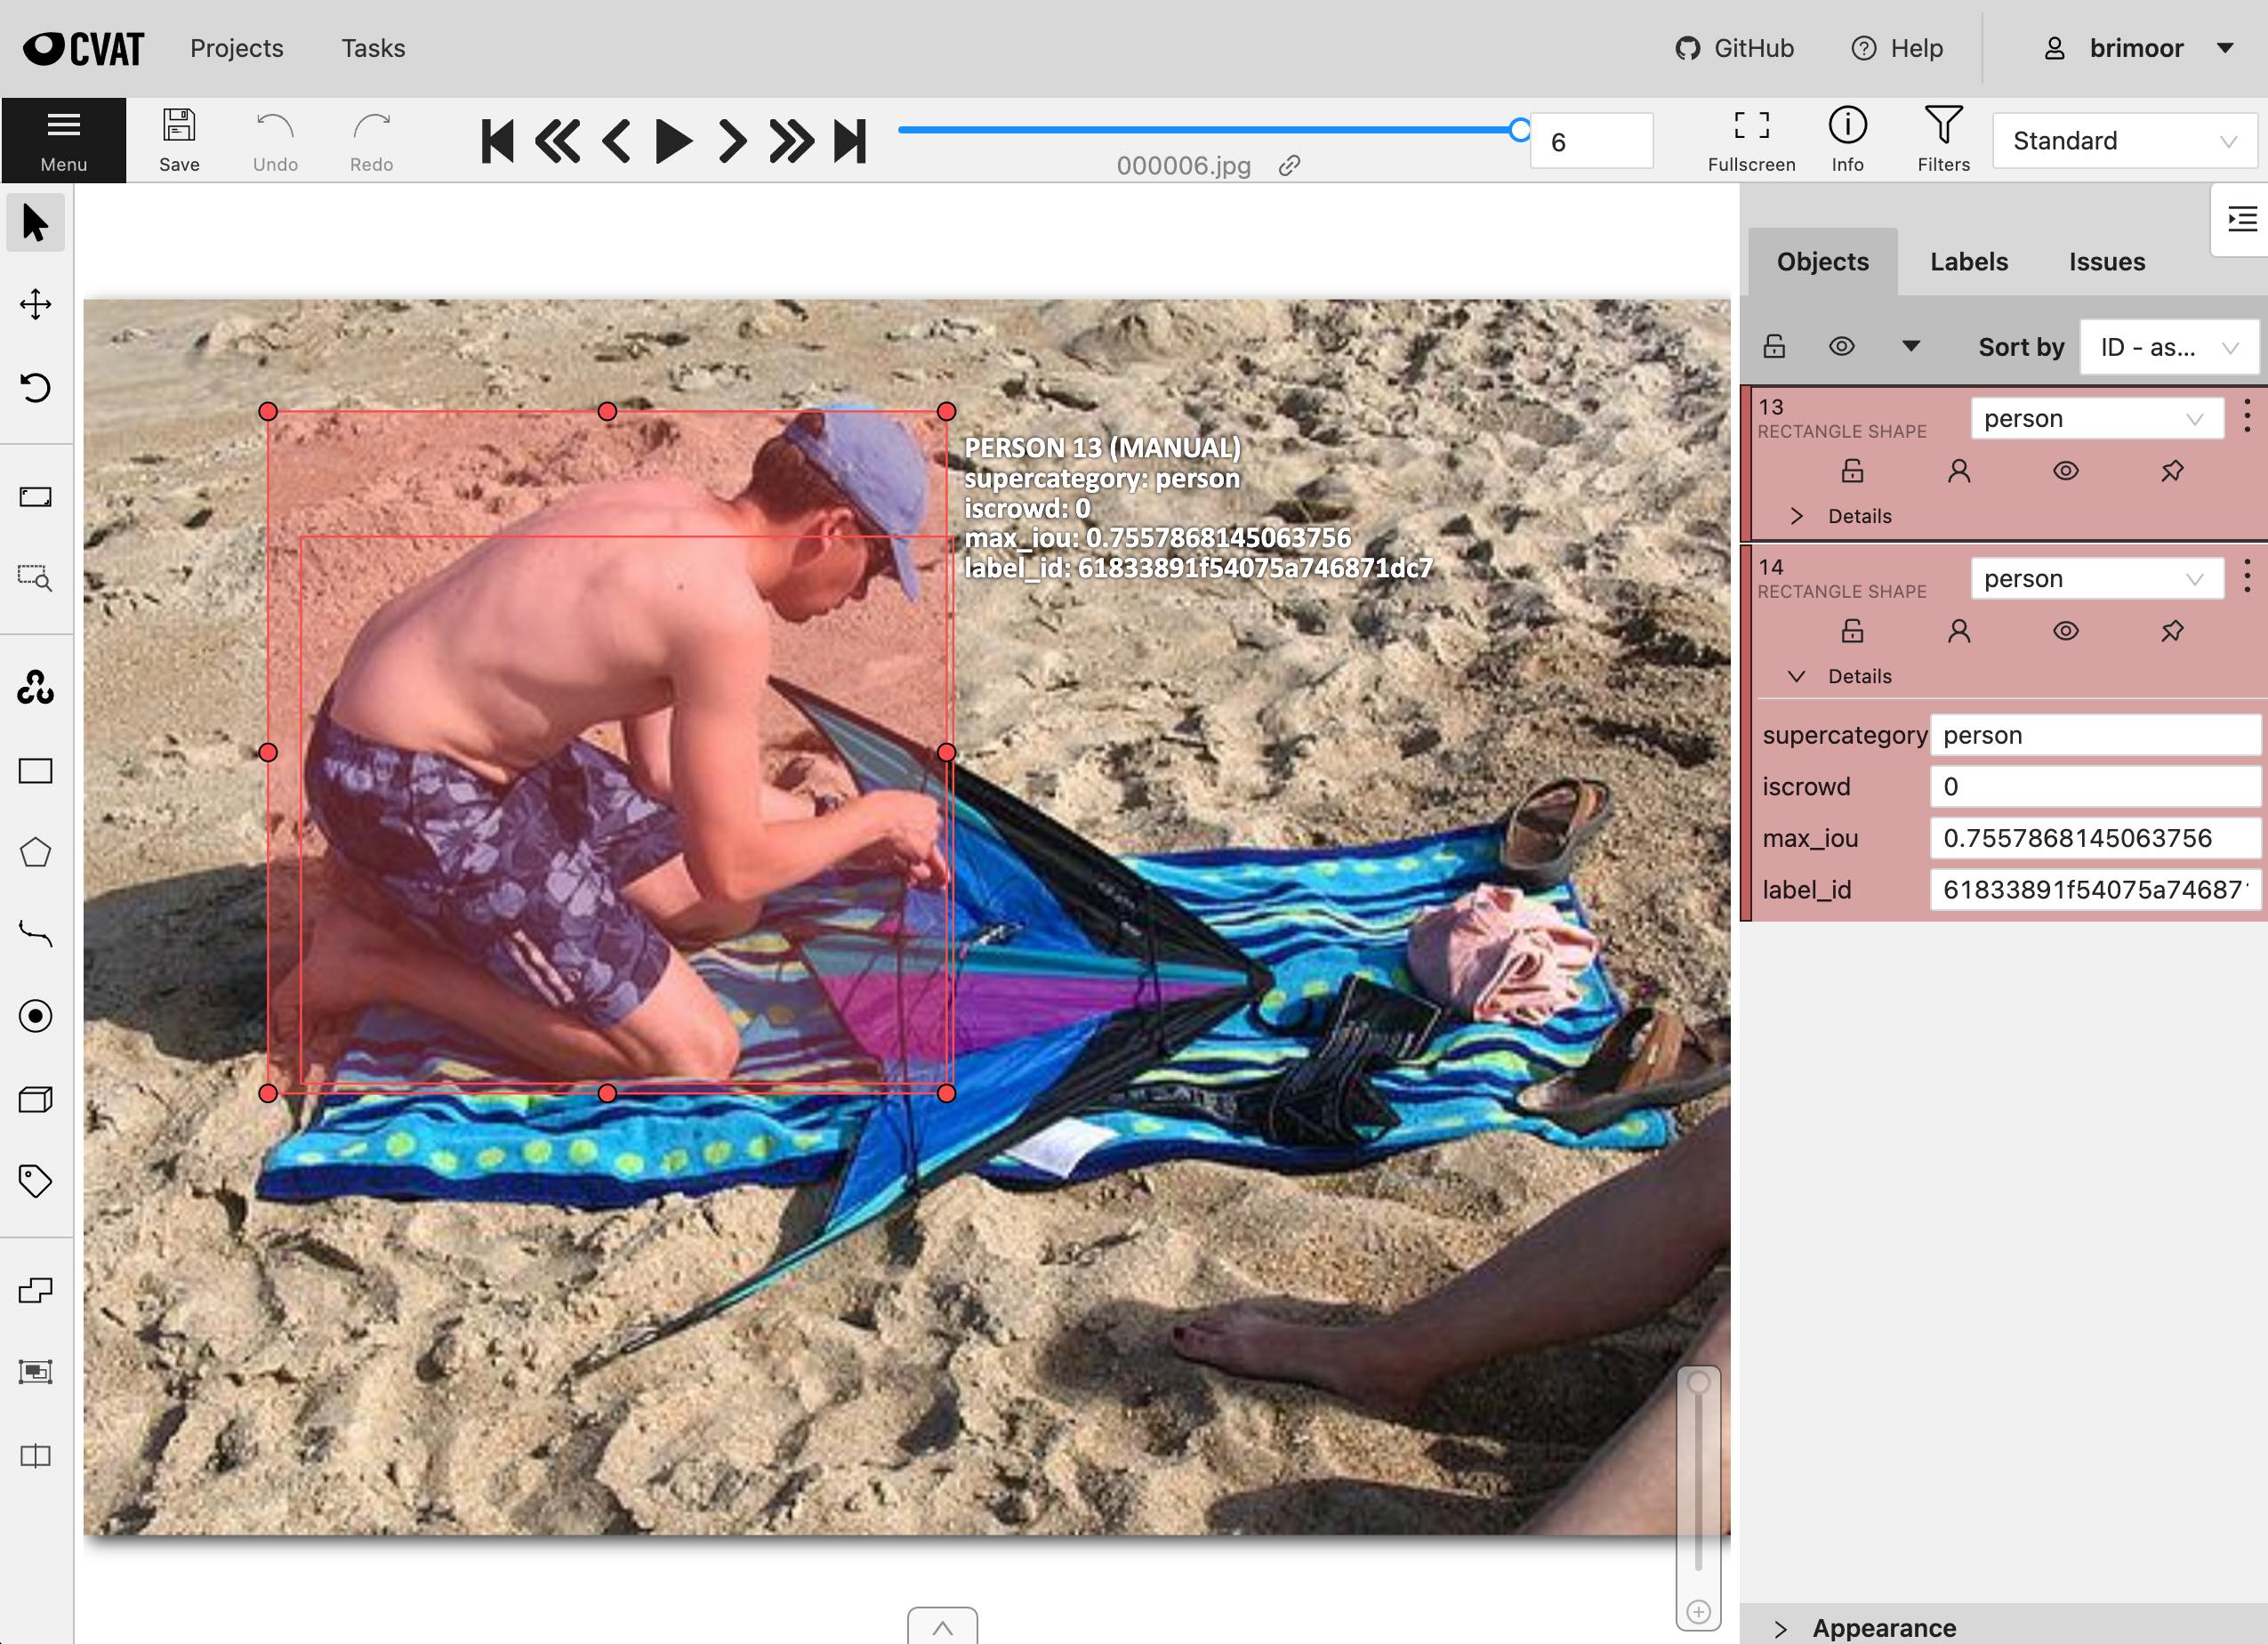 CVAT
Projects
Tasks
GitHub
Help
brimoor
Menu
Save
Undo
Redo
000006.jpg
6
Fullscreen
Info
Filters
Standard
Objects
Labels
Issues
Sort by
ID - as...
13
RECTANGLE SHAPE
person
Details
14
RECTANGLE SHAPE
person
Details
supercategory
person
iscrowd
0
max_iou
0.7557868145063756
label_id
61833891f54075a74687
PERSON 13 (MANUAL)
supercategory: person
iscrowd: 0
max_iou: 0.7557868145063756
label_id: 61833891f54075a746871dc7
Appearance